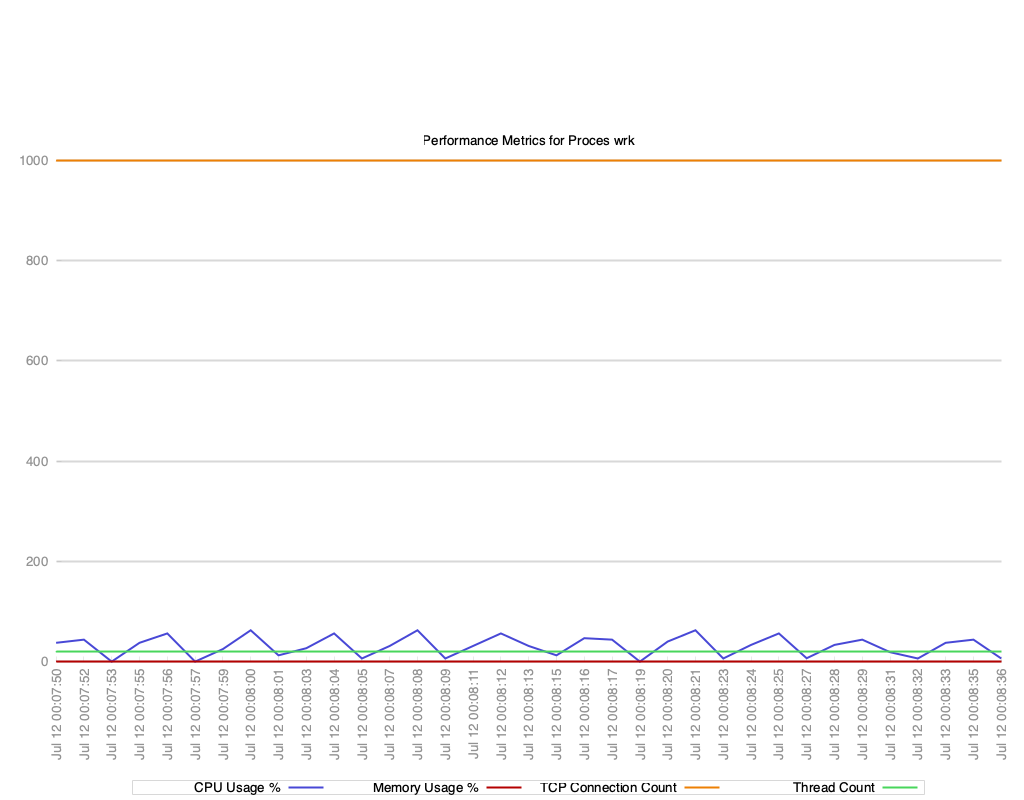 Performance Metrics for Proces wrk
1000
800
600
400
200
0
Jul 12 00:07:50
Jul 12 00:07:52
Jul 12 00:07:53
Jul 12 00:07:55
Jul 12 00:07:56
Jul 12 00:07:57
Jul 12 00:07:59
Jul 12 00:08:00
Jul 12 00:08:01
Jul 12 00:08:03
Jul 12 00:08:04
Jul 12 00:08:05
Jul 12 00:08:07
Jul 12 00:08:08
Jul 12 00:08:09
Jul 12 00:08:11
Jul 12 00:08:12
Jul 12 00:08:13
Jul 12 00:08:15
Jul 12 00:08:16
Jul 12 00:08:17
Jul 12 00:08:19
Jul 12 00:08:20
Jul 12 00:08:21
Jul 12 00:08:23
Jul 12 00:08:24
Jul 12 00:08:25
Jul 12 00:08:27
Jul 12 00:08:28
Jul 12 00:08:29
Jul 12 00:08:31
Jul 12 00:08:32
Jul 12 00:08:33
Jul 12 00:08:35
Jul 12 00:08:36
CPU Usage % Memory Usage % TCP Connection Count Thread Count